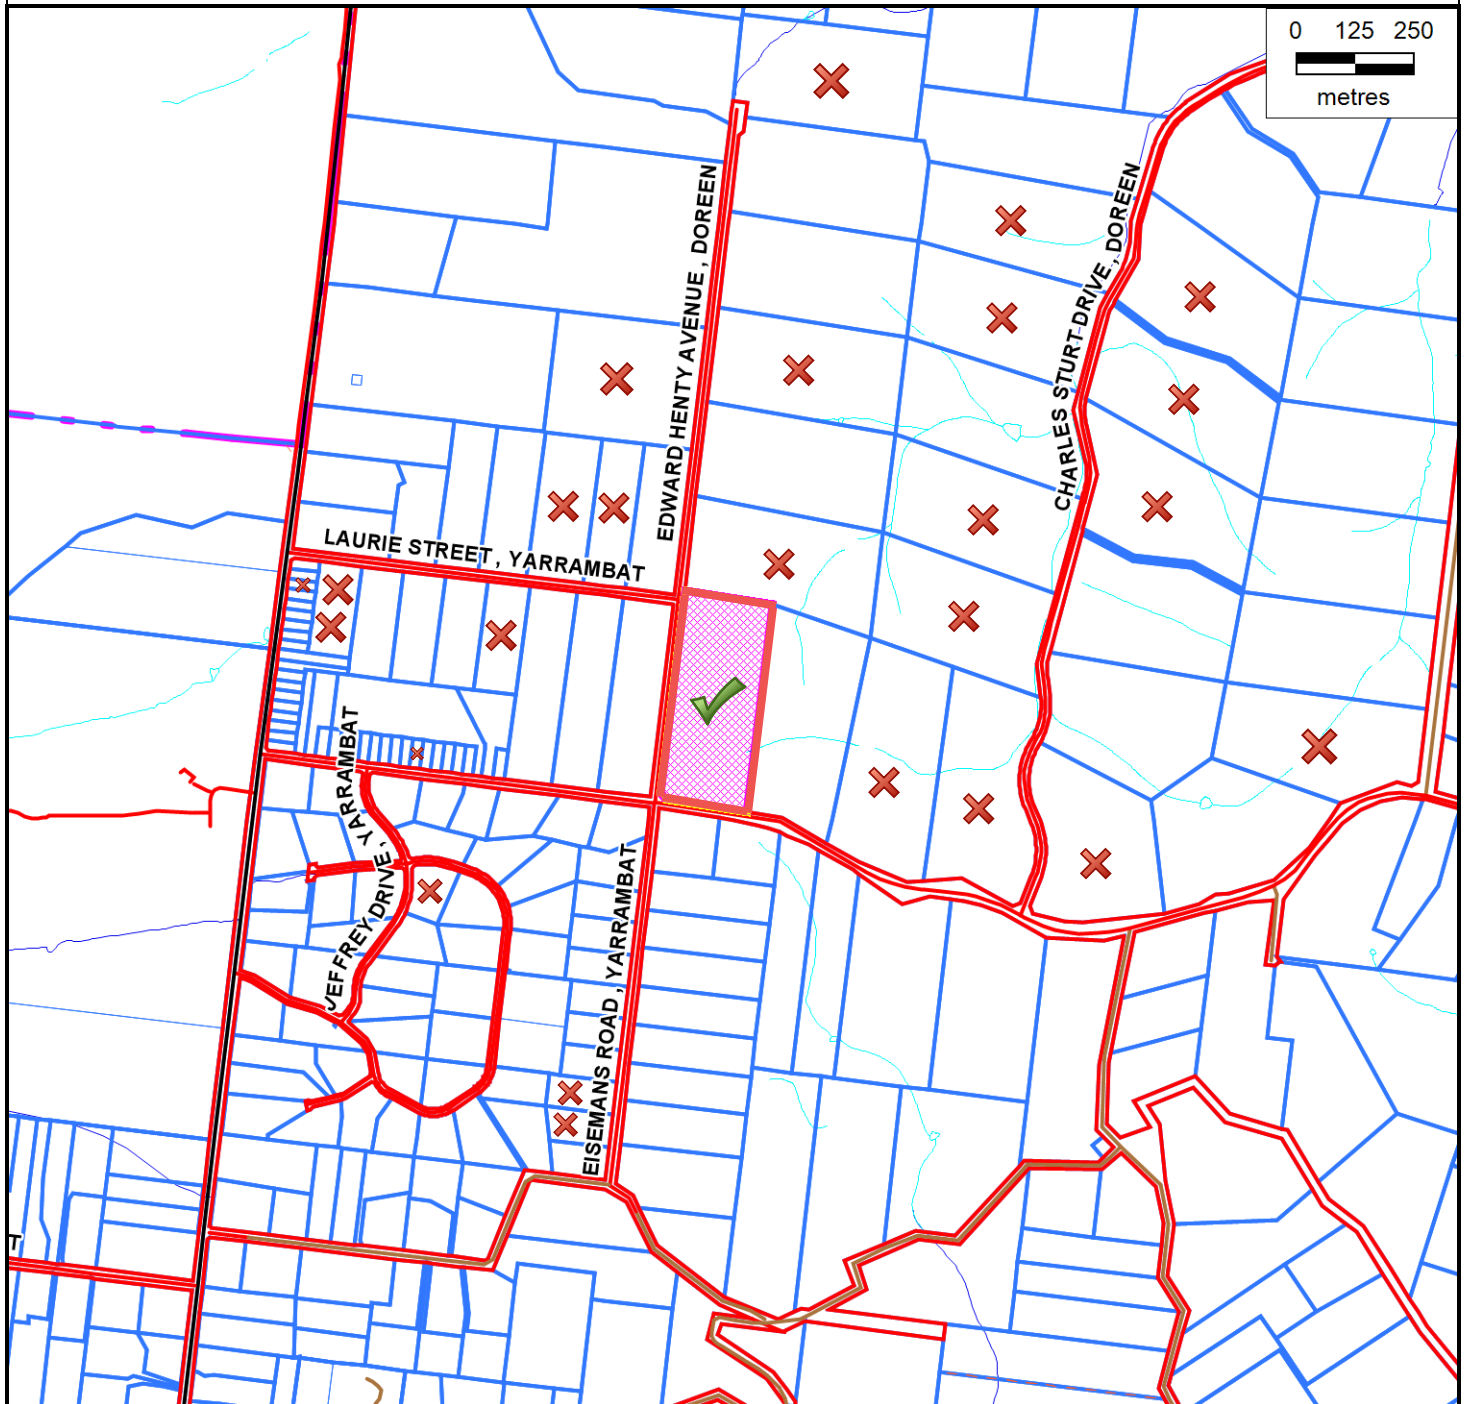 0 125 250
metres
EDWARD HENTY AVENUE, DOREEN
CHARLES STURT DRIVE, DOREEN
LAURIE STREET, YARRAMBAT
JEFFREY DRIVE, YARRAMBAT
EISEMANS ROAD, YARRAMBAT
T